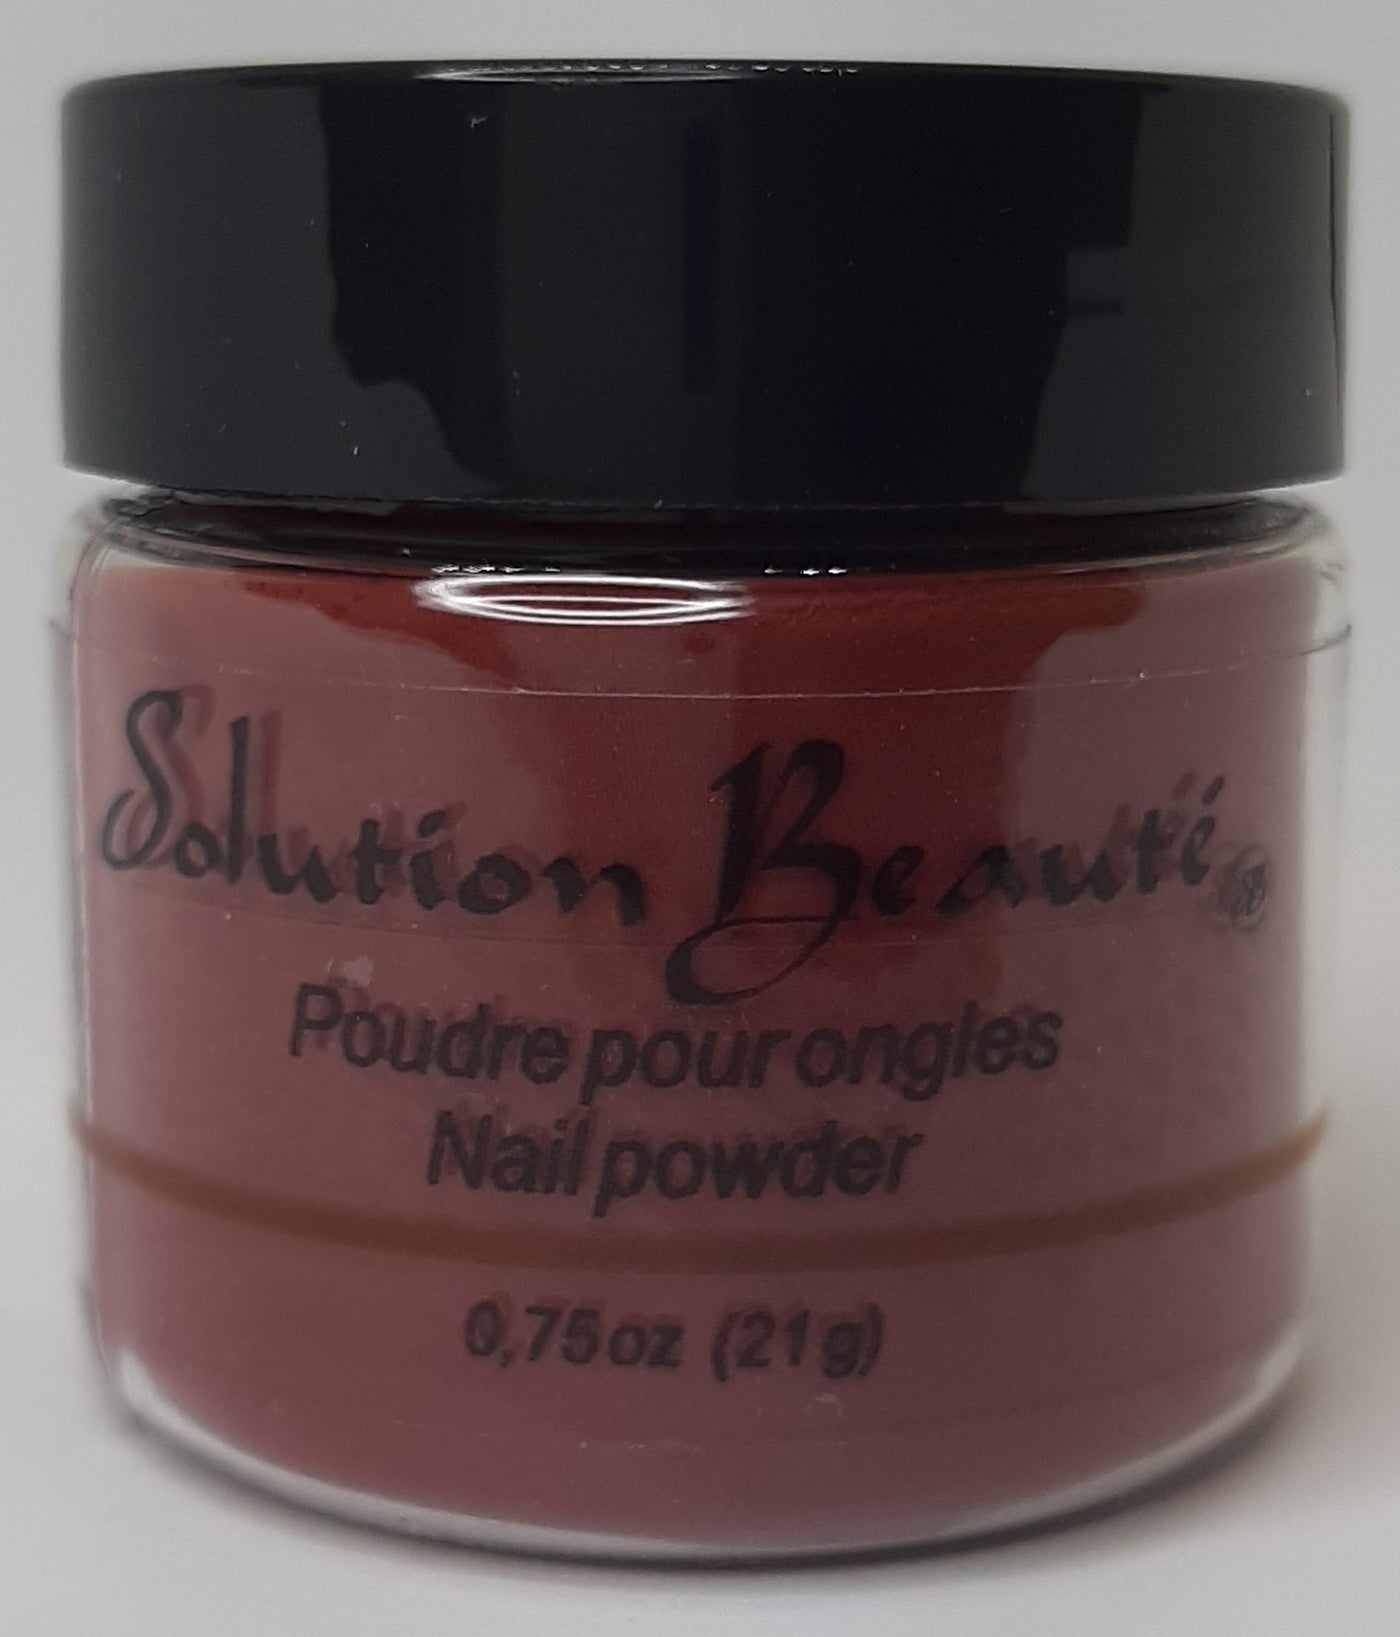 Solution Beauté
Poudre pour ongles
Nail powder
0,75oz (21g)